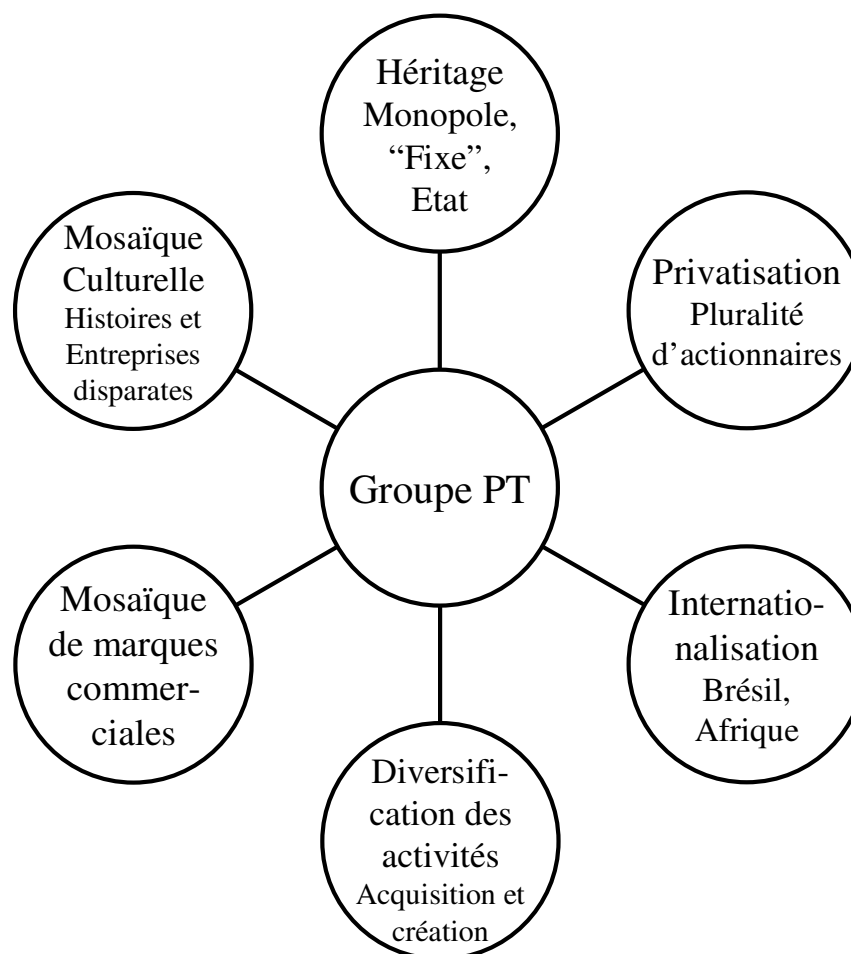 Héritage
Monopole,
“Fixe”,
Etat
Mosaïque
Culturelle
Histoires et
Entreprises
disparates
Privatisation
Pluralité
d’actionnaires
Groupe PT
Mosaïque
de marques
commer-
ciales
Internatio-
nalisation
Brésil,
Afrique
Diversifi-
cation des
activités
Acquisition et
création